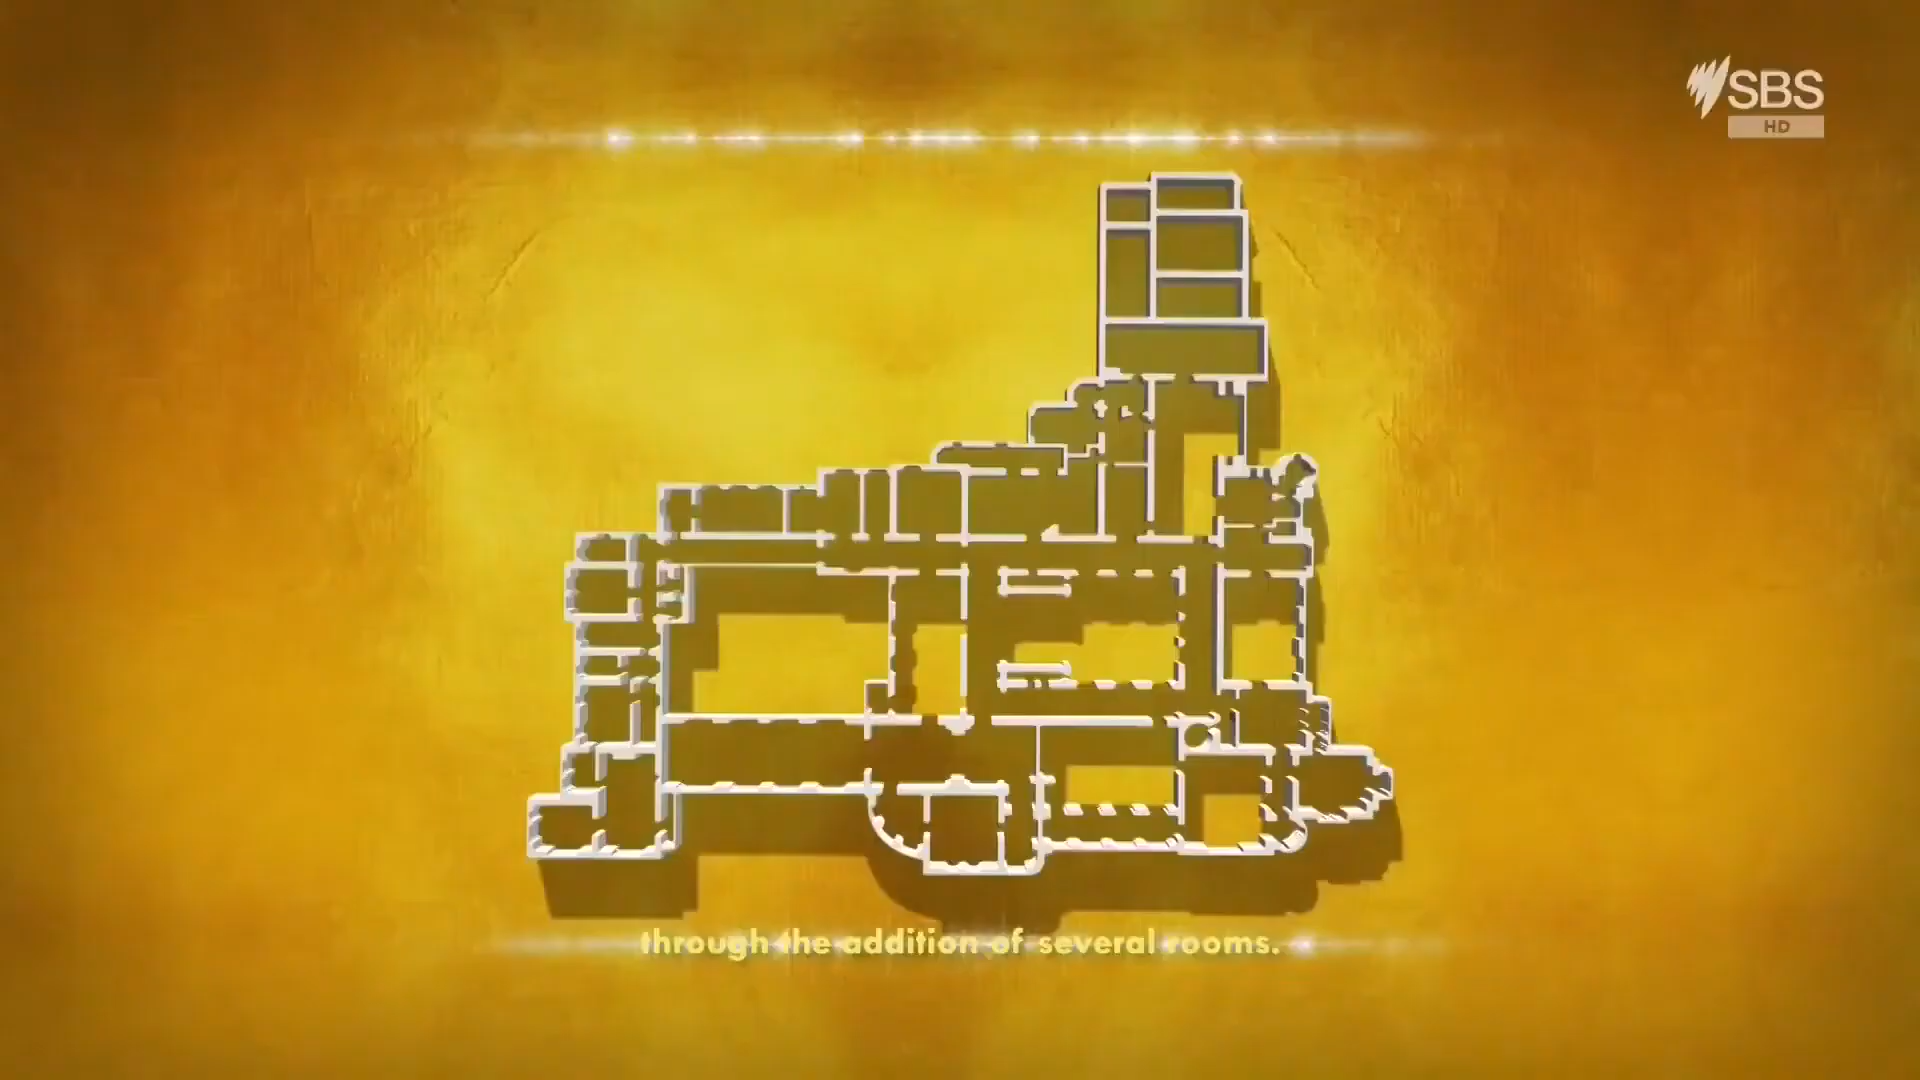 SBS
HD
through the addition of several rooms.